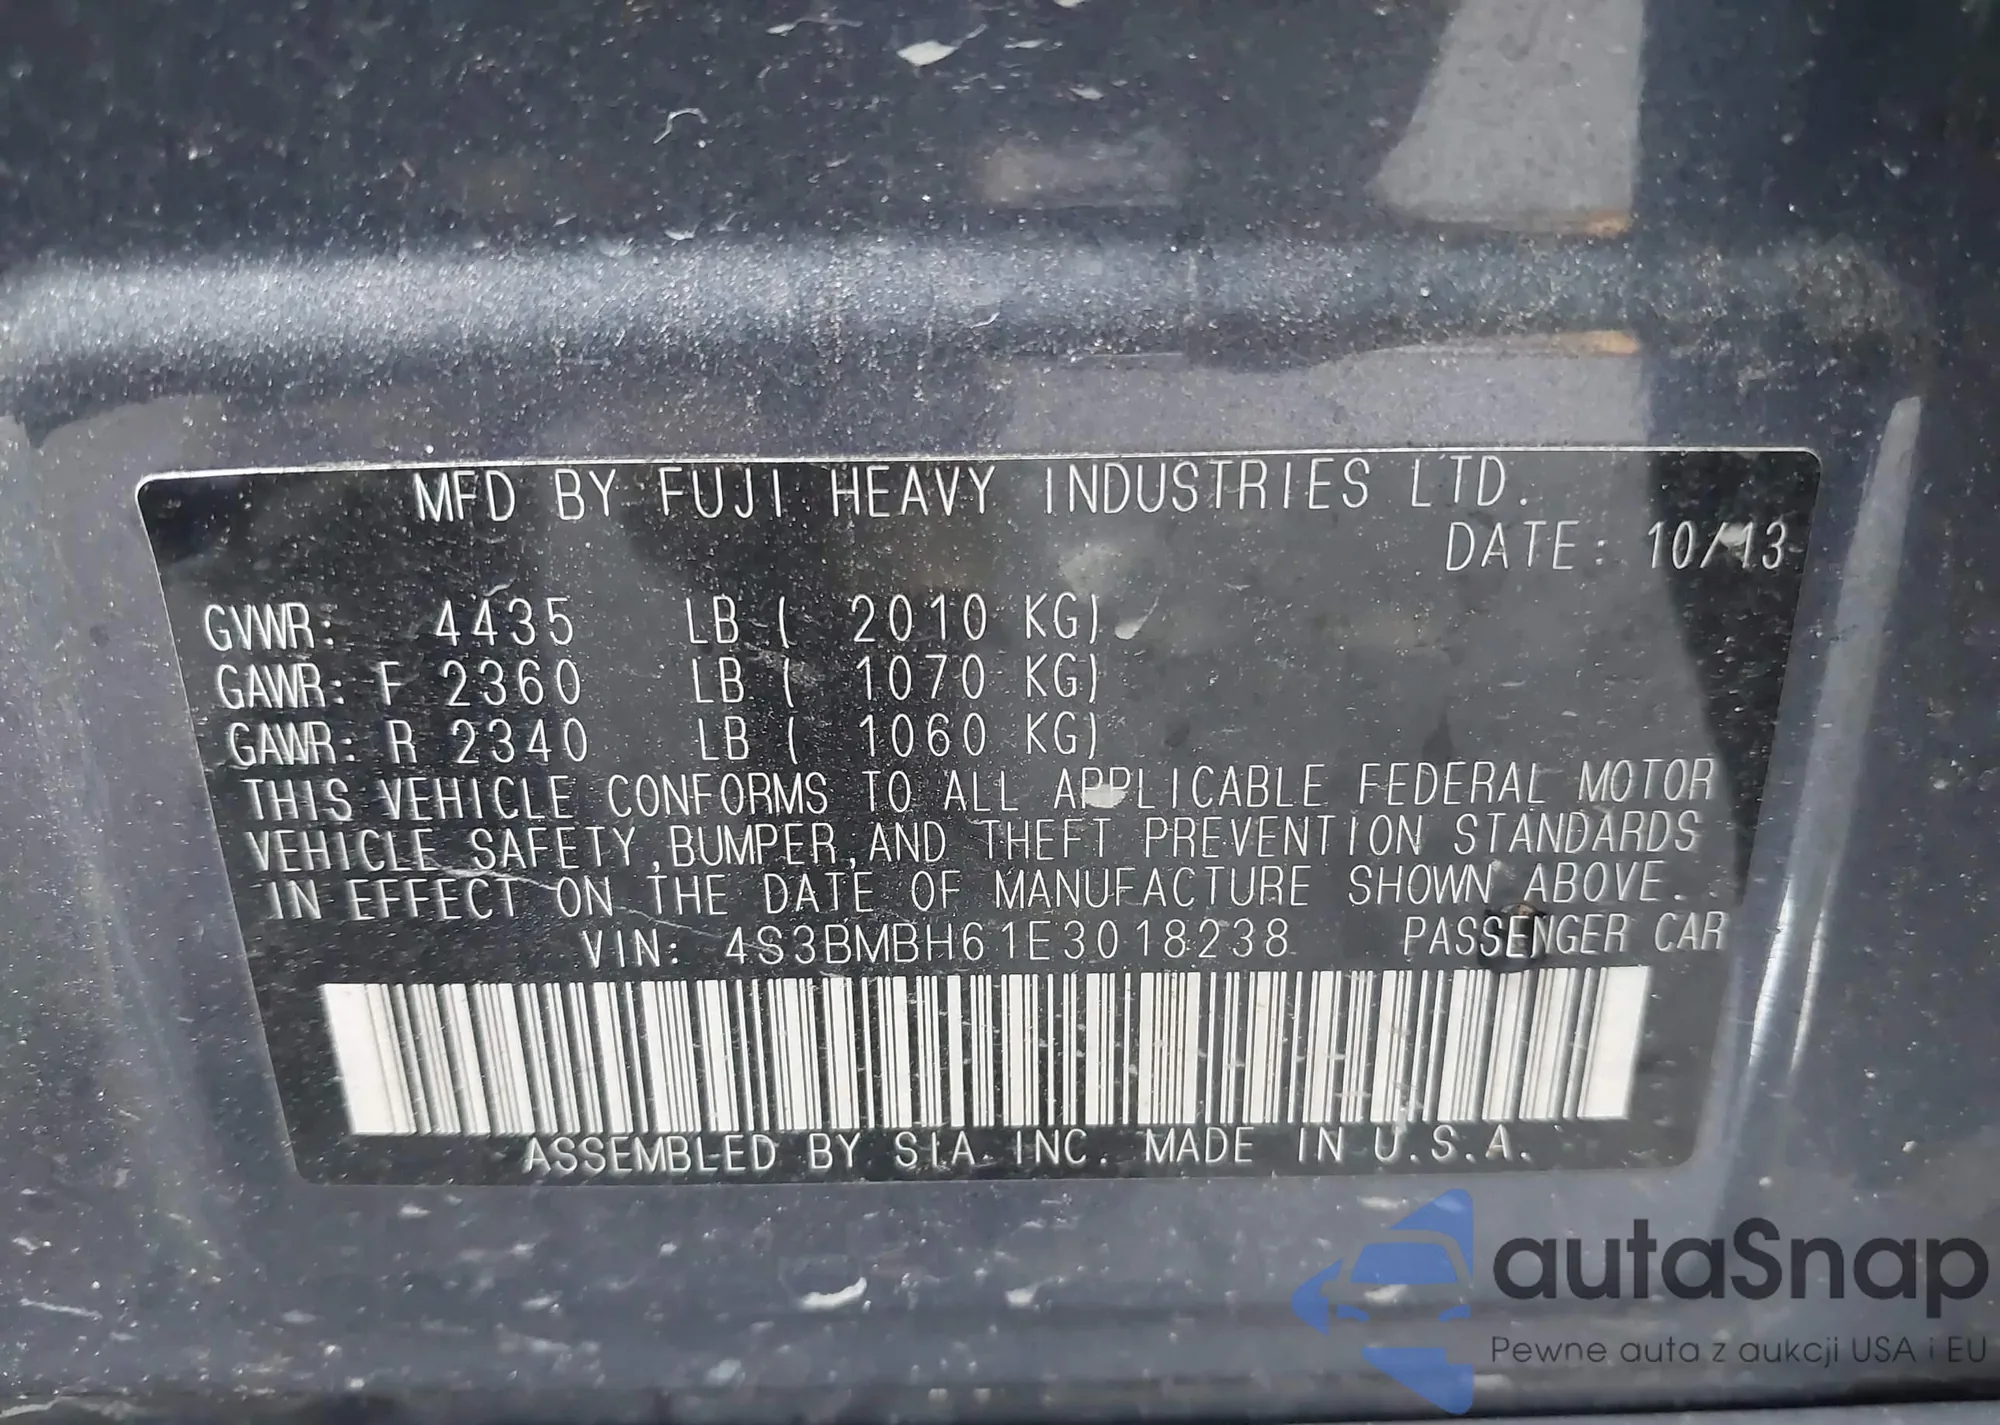 MFD BY FUJI HEAVY INDUSTRIES LTD.
DATE: 10/13
GVWR: 4435 LB ( 2010 KG)
GAWR: F 2360 LB ( 1070 KG)
GAWR: R 2340 LB ( 1060 KG)
THIS VEHICLE CONFORMS TO ALL APPLICABLE FEDERAL MOTOR
VEHICLE SAFETY, BUMPER, AND THEFT PREVENTION STANDARDS
IN EFFECT ON THE DATE OF MANUFACTURE SHOWN ABOVE.
VIN: 4S3BMBH61E3018238 PASSENGER CAR
ASSEMBLED BY SIA INC. MADE IN U.S.A.
autaSnap
Pewne auta z aukcji USA i EU